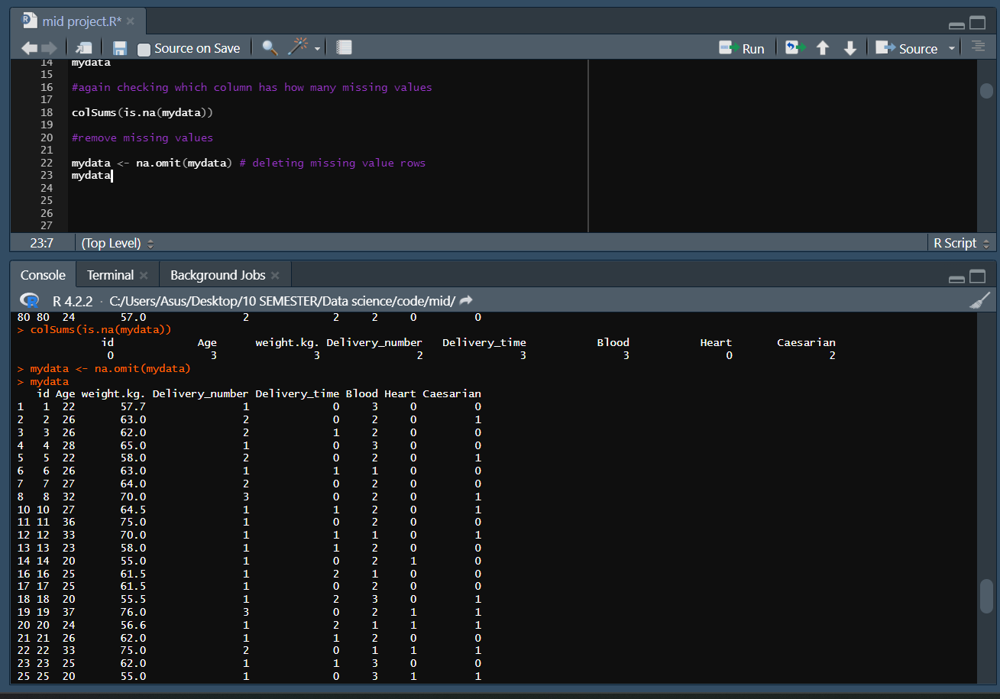 mid project.R*
Source on Save Run Source
14 mydata
15
16 #again checking which column has how many missing values
17
18 colSums(is.na(mydata))
19
20 #remove missing values
21
22 mydata <- na.omit(mydata) # deleting missing value rows
23 mydata
24
25
26
27
23:7 (Top Level) R Script
Console Terminal Background Jobs
R 4.2.2 · C:/Users/Asus/Desktop/10 SEMESTER/Data science/code/mid/
80 80 24 57.0 2 2 2 0 0
> colSums(is.na(mydata))
id Age weight.kg. Delivery_number Delivery_time Blood Heart Caesarian
0 3 3 2 3 3 0 2
> mydata <- na.omit(mydata)
> mydata
id Age weight.kg. Delivery_number Delivery_time Blood Heart Caesarian
1 1 22 57.7 1 0 3 0 0
2 2 26 63.0 2 0 2 0 1
3 3 26 62.0 2 1 2 0 0
4 4 28 65.0 1 0 3 0 0
5 5 22 58.0 2 0 2 0 1
6 6 26 63.0 1 1 1 0 0
7 7 27 64.0 2 0 2 0 0
8 8 32 70.0 3 0 2 0 1
10 10 27 64.5 1 1 2 0 1
11 11 36 75.0 1 0 2 0 0
12 12 33 70.0 1 1 1 0 1
13 13 23 58.0 1 1 2 0 0
14 14 20 55.0 1 0 2 1 0
16 16 25 61.5 1 2 1 0 0
17 17 25 61.5 1 0 2 0 0
18 18 20 55.5 1 2 3 0 1
19 19 37 76.0 3 0 2 1 1
20 20 24 56.6 1 2 1 1 1
21 21 26 62.0 1 1 2 0 0
22 22 33 75.0 2 0 1 1 1
23 23 25 62.0 1 1 3 0 0
25 25 20 55.0 1 0 3 1 1